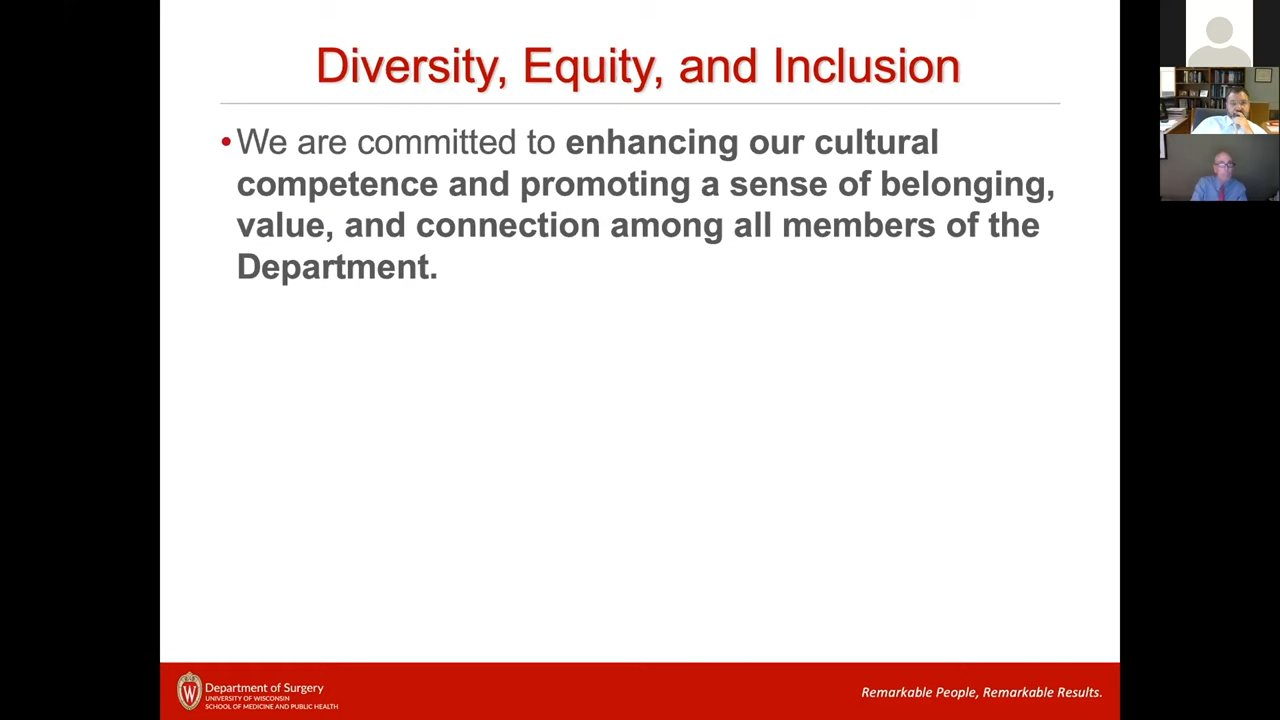 Diversity, Equity, and Inclusion
•We are committed to enhancing our cultural
competence and promoting a sense of belonging,
value, and connection among all members of the
Department.
W
Department of Surgery
UNIVERSITY OF WISCONSIN
SCHOOL OF MEDICINE AND PUBLIC HEALTH
Remarkable People, Remarkable Results.